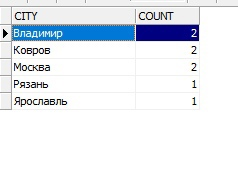 CITY COUNT
Владимир 2
Ковров 2
Москва 2
Рязань 1
Ярославль 1